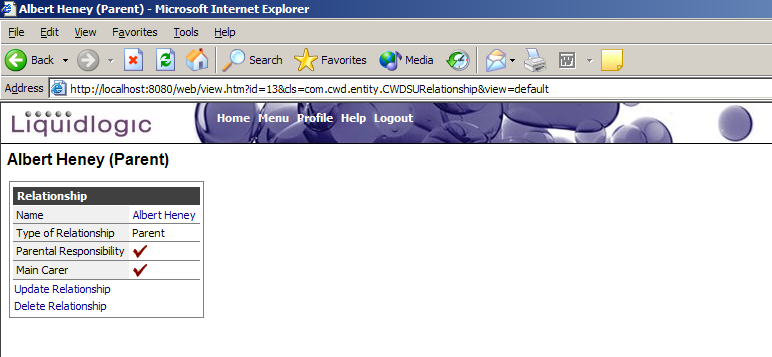 Albert Heney (Parent) - Microsoft Internet Explorer
File Edit View Favorites Tools Help
Back Search Favorites Media
Address http://localhost:8080/web/view.htm?id=13&cls=com.cwd.entity.CWDSURelationship&view=default
Liquidlogic Home Menu Profile Help Logout
Albert Heney (Parent)
Relationship
Name Albert Heney
Type of Relationship Parent
Parental Responsibility
Main Carer
Update Relationship
Delete Relationship